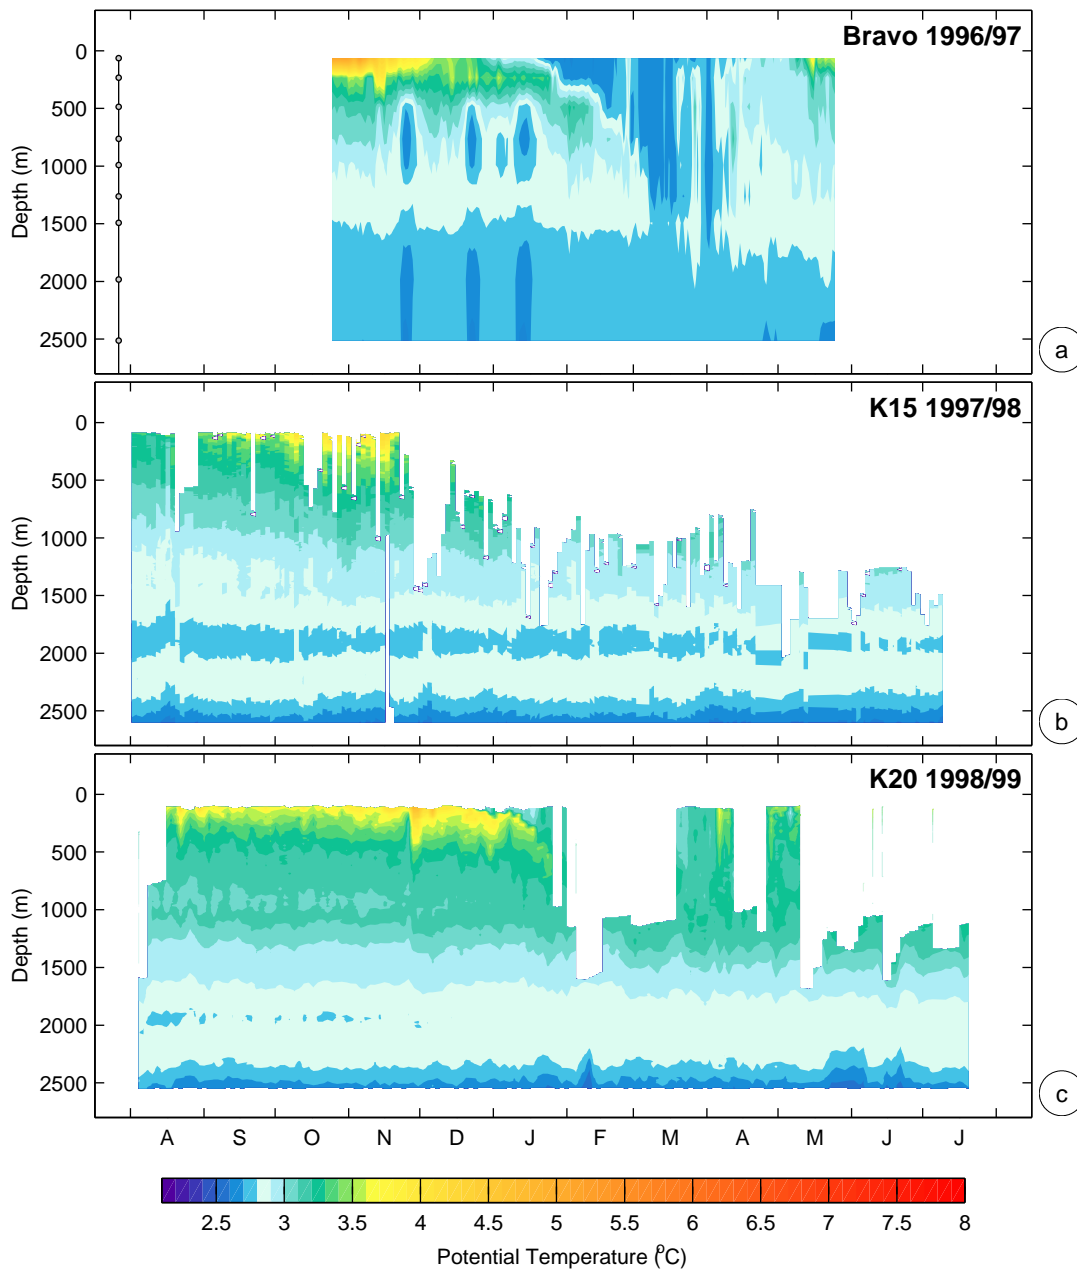 Bravo 1996/97
0
500
1000
1500
2000
2500
Depth (m)
a
K15 1997/98
0
500
1000
1500
2000
2500
Depth (m)
b
K20 1998/99
0
500
1000
1500
2000
2500
Depth (m)
c
A S O N D J F M A M J J
2.5 3 3.5 4 4.5 5 5.5 6 6.5 7 7.5 8
Potential Temperature (°C)